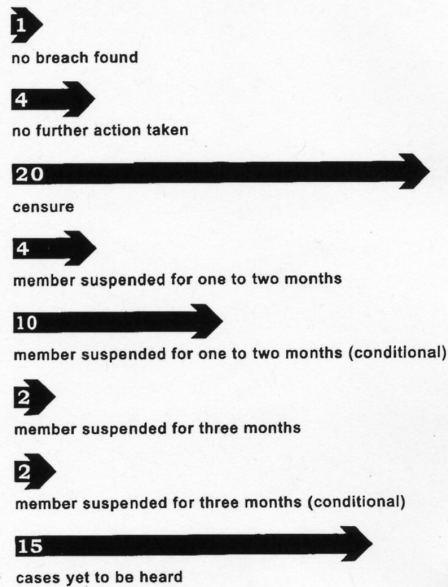 1
no breach found
4
no further action taken
20
censure
4
member suspended for one to two months
10
member suspended for one to two months (conditional)
2
member suspended for three months
2
member suspended for three months (conditional)
15
cases yet to be heard